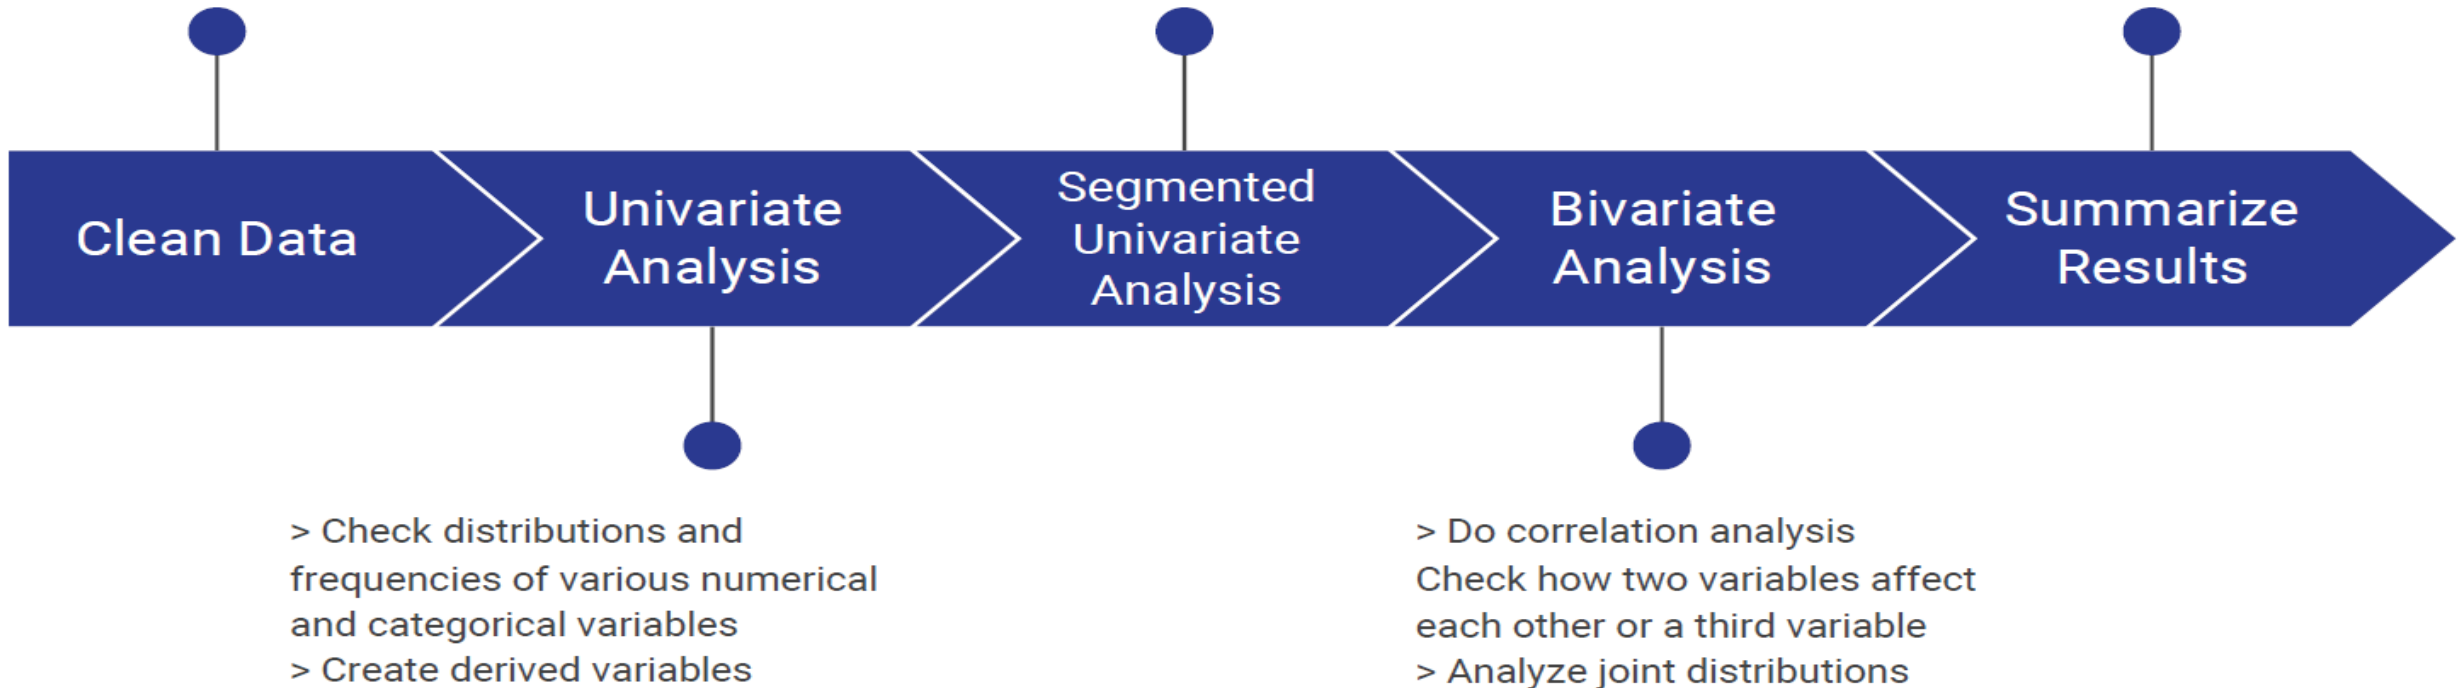 Clean Data
Univariate
Analysis
Segmented
Univariate
Analysis
Bivariate
Analysis
Summarize
Results
> Check distributions and
frequencies of various numerical
and categorical variables
> Create derived variables
> Do correlation analysis
Check how two variables affect
each other or a third variable
> Analyze joint distributions